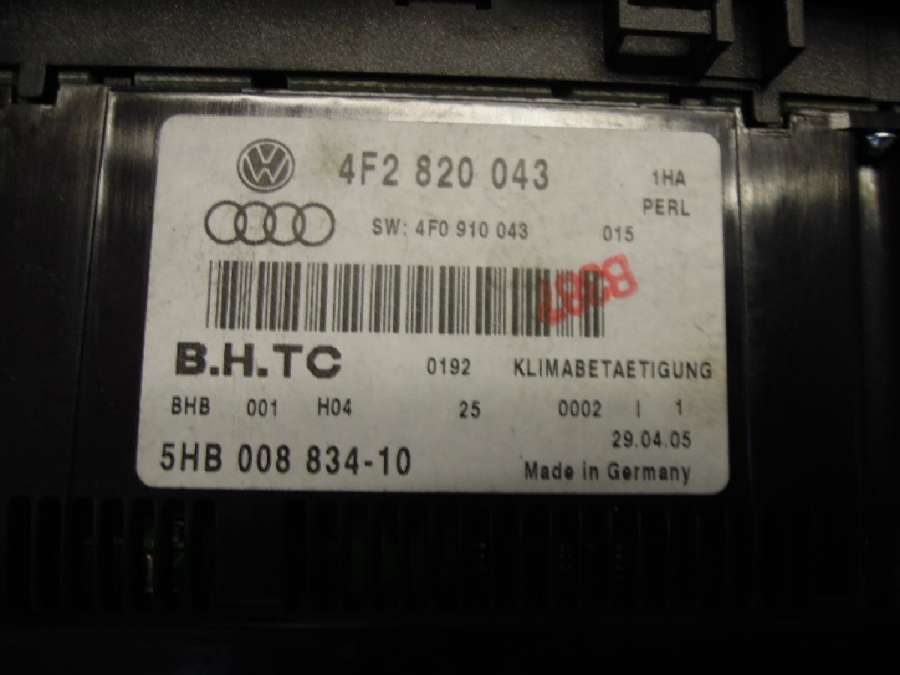 4F2 820 043
1HA
PERL
SW: 4F0 910 043
015
B.H.TC
0192
KLIMABETAETIGUNG
BHB 001 H04
25
0002 | 1
29.04.05
5HB 008 834-10
Made in Germany